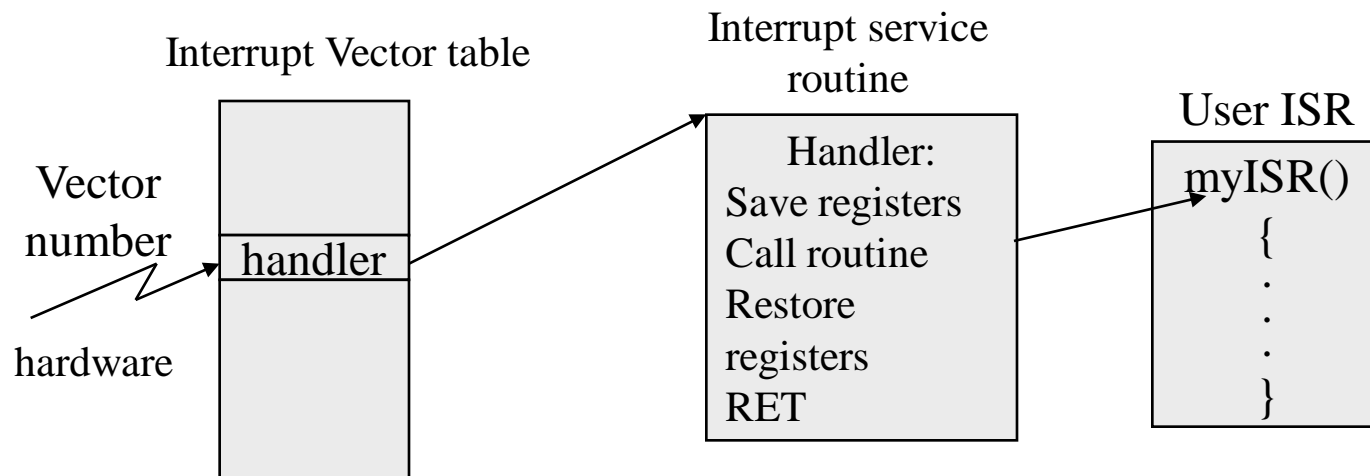 Interrupt Vector table
Vector
number
hardware
handler
Interrupt service
routine
Handler:
Save registers
Call routine
Restore
registers
RET
User ISR
myISR()
{
.
.
.
}